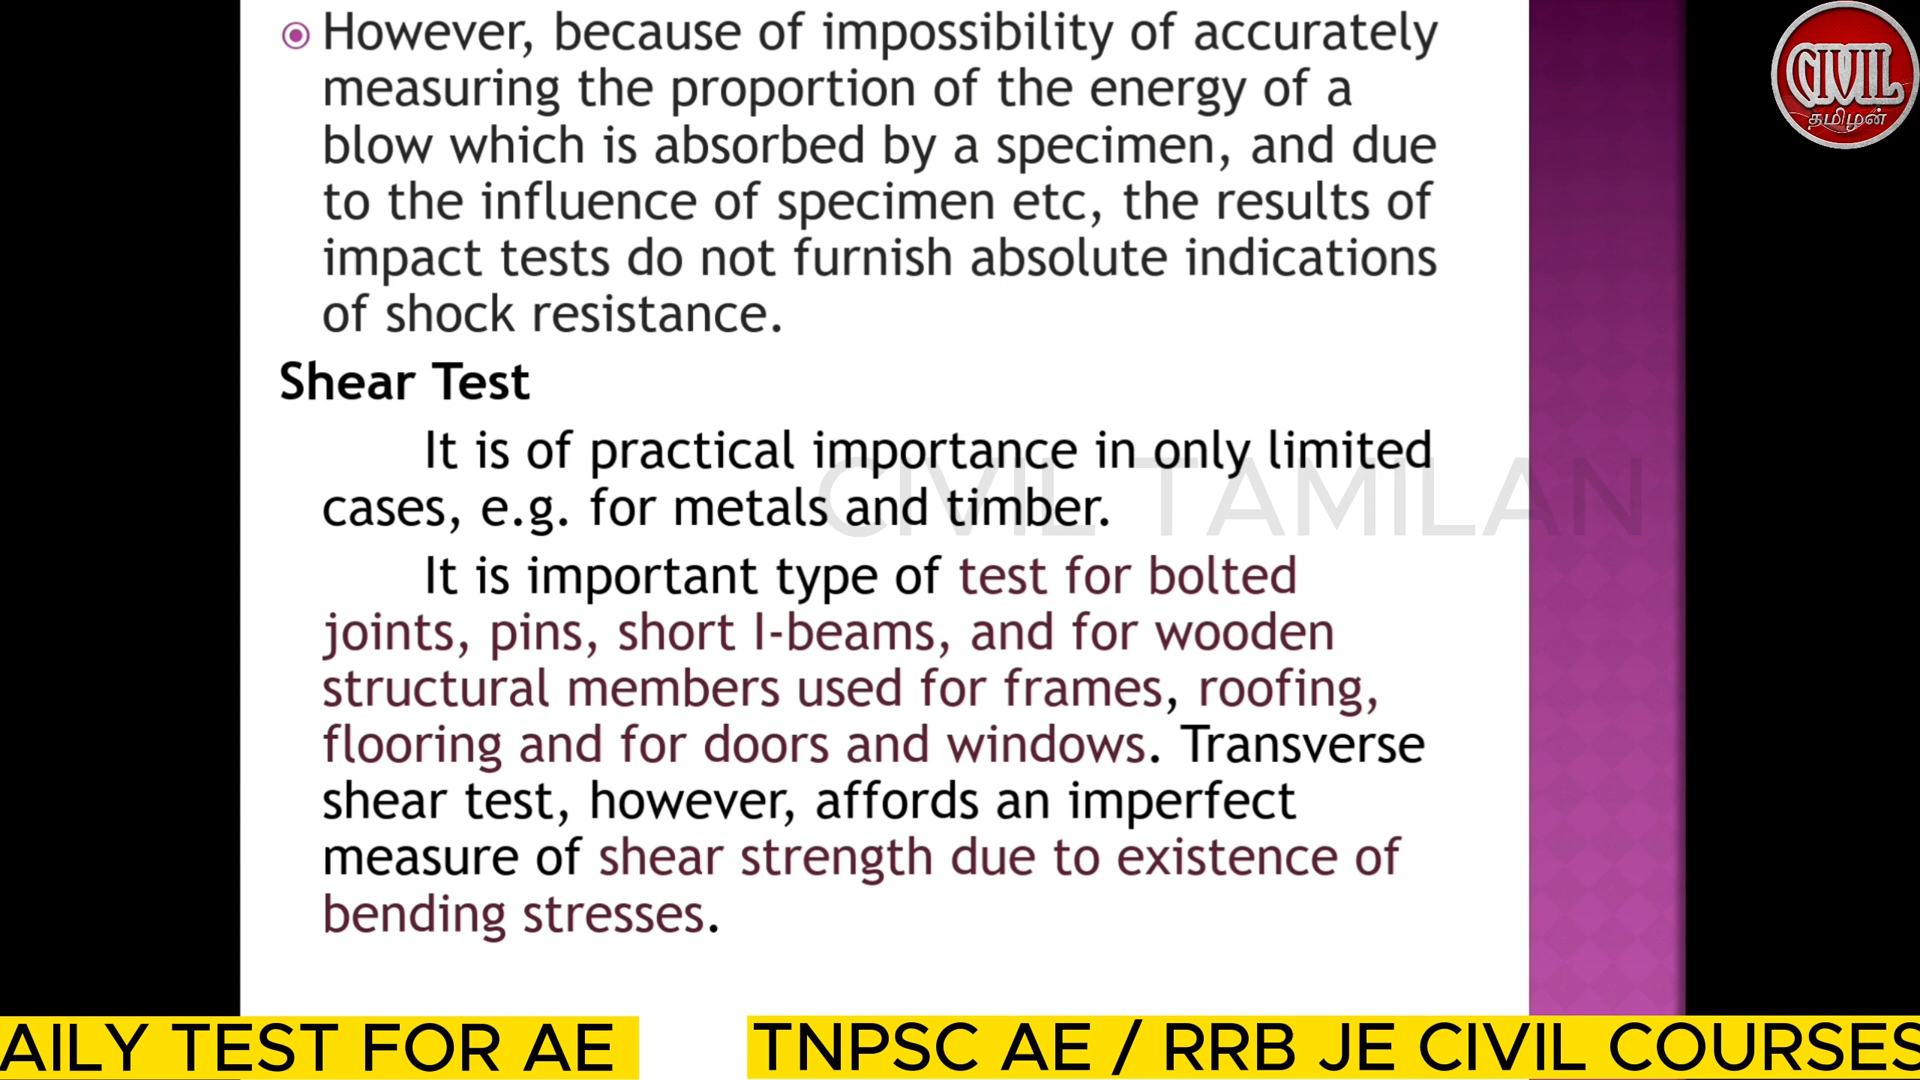 However, because of impossibility of accurately
measuring the proportion of the energy of a
blow which is absorbed by a specimen, and due
to the influence of specimen etc, the results of
impact tests do not furnish absolute indications
of shock resistance.
Shear Test
It is of practical importance in only limited
cases, e.g. for metals and timber.
It is important type of test for bolted
joints, pins, short I-beams, and for wooden
structural members used for frames, roofing,
flooring and for doors and windows. Transverse
shear test, however, affords an imperfect
measure of shear strength due to existence of
bending stresses.
CIVIL
தமிழன்
CIVIL TAMILAN
AILY TEST FOR AE
TNPSC AE / RRB JE CIVIL COURSES